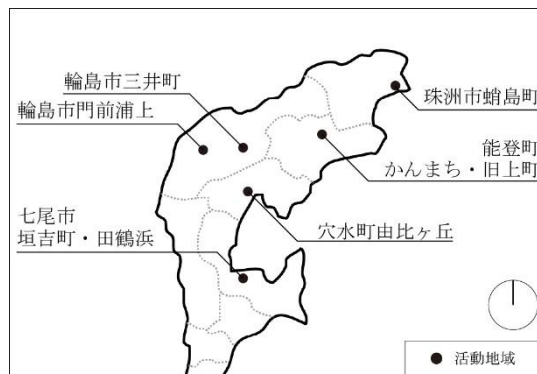 輪島市三井町
輪島市門前浦上
珠洲市蛸島町
能登町
かんまち・旧上町
七尾市
垣吉町・田鶴浜
穴水町由比ヶ丘
● 活動地域